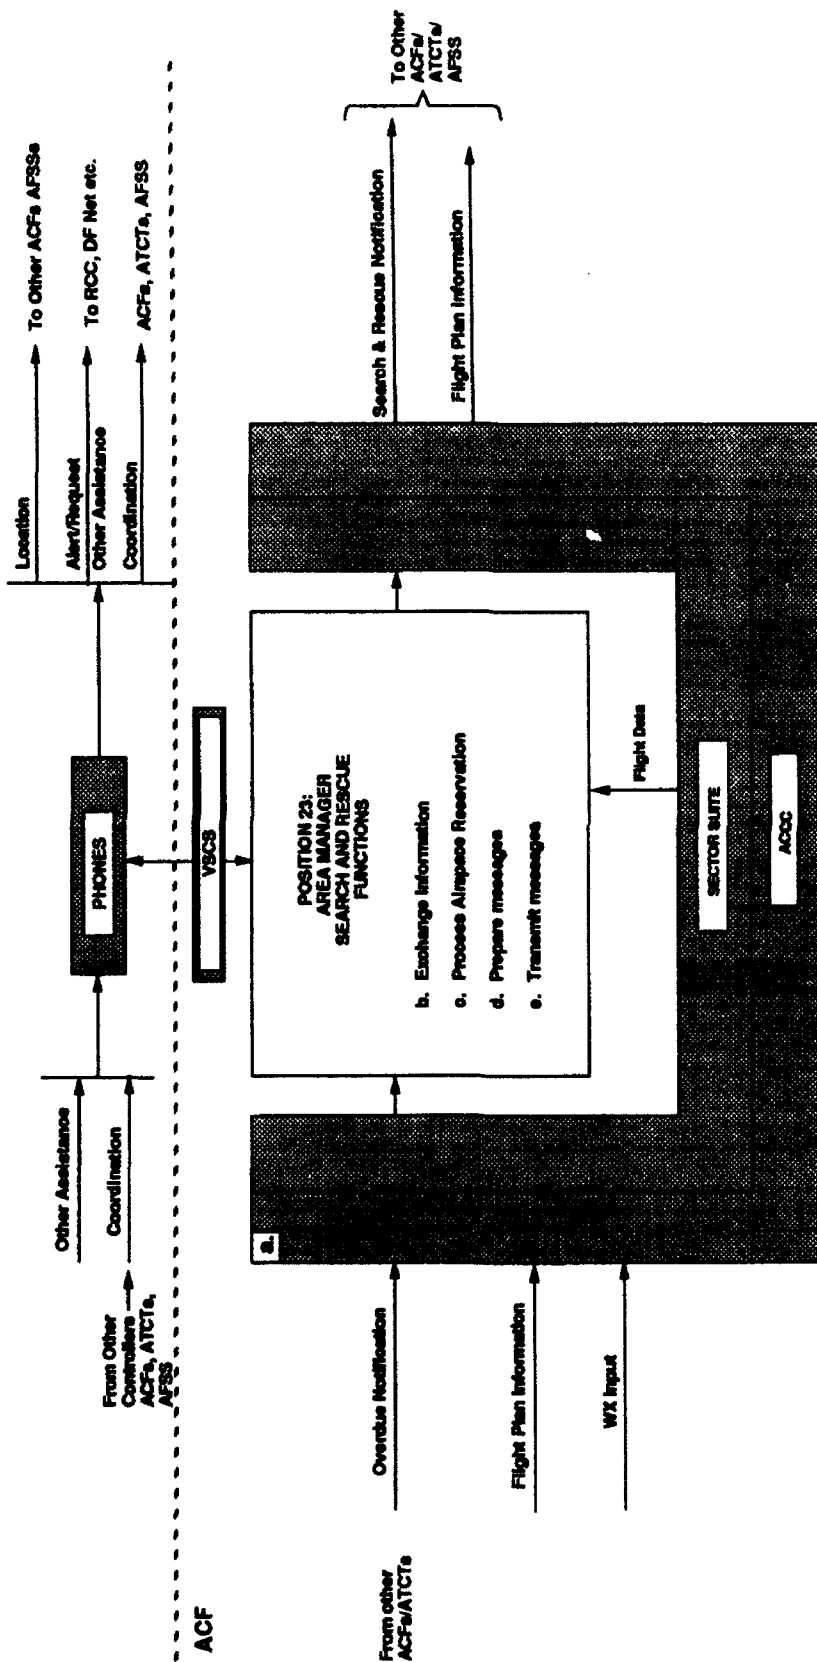 From Other
Controllers
ACFs, ATCTs,
AFSS
Other Assistance
Coordination
PHONES
Location
To Other ACFs AFSSs
Alert/Request
Other Assistance
To RCC, DF Net etc.
Coordination
ACFs, ATCTs, AFSS
ACF
VSCS
From other
ACFs/ATCTs
Overdue Notification
Flight Plan Information
WX Input
a.
POSITION 23:
AREA MANAGER
SEARCH AND RESCUE
FUNCTIONS
b. Exchange Information
c. Process Airspace Reservation
d. Prepare messages
e. Transmit messages
Flight Data
SECTOR SUITE
ACCC
Search & Rescue Notification
Flight Plan Information
To Other
ACFs/
ATCTs/
AFSS